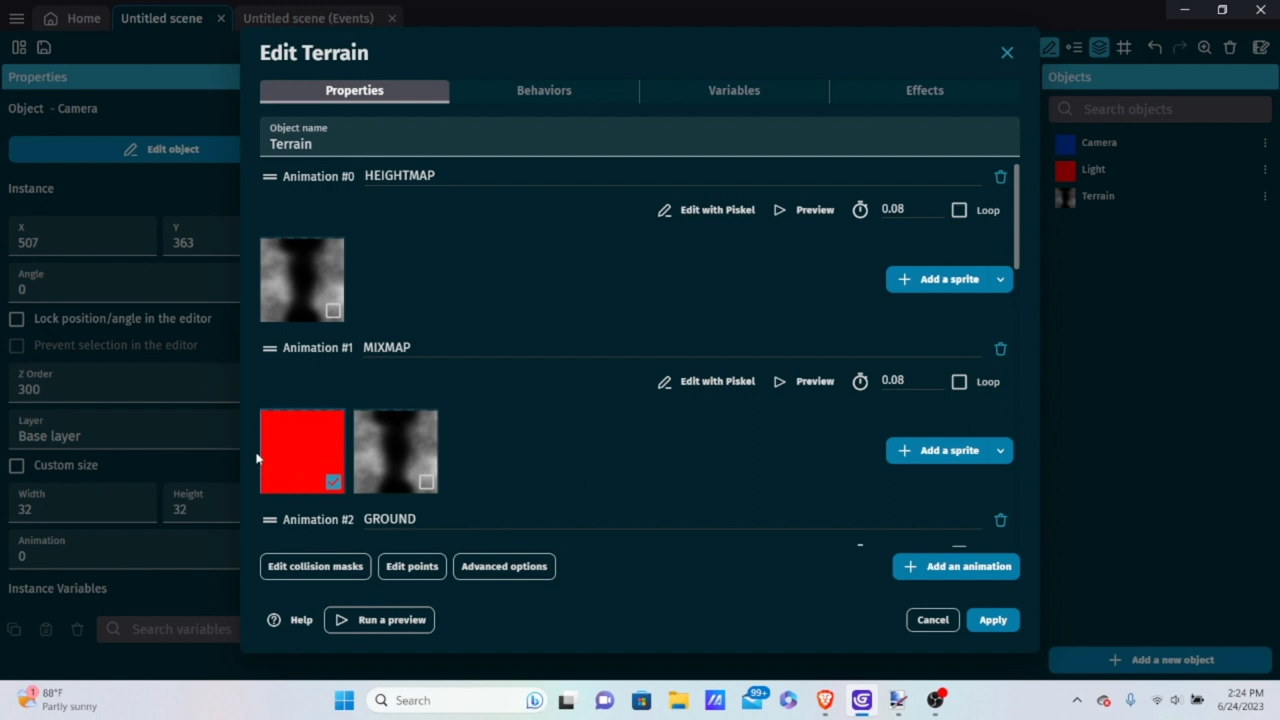 Home
Untitled scene
Untitled scene (Events)
Properties
Object - Camera
Edit object
Instance
X
507
Y
363
Angle
0
Lock position/angle in the editor
Prevent selection in the editor
Z Order
300
Layer
Base layer
Custom size
Width
32
Height
32
Animation
0
Instance Variables
Search variables
Edit Terrain
Properties
Behaviors
Variables
Effects
Object name
Terrain
Animation #0 HEIGHTMAP
Edit with Piskel
Preview
0.08
Loop
Add a sprite
Animation #1 MIXMAP
Edit with Piskel
Preview
0.08
Loop
Add a sprite
Animation #2 GROUND
Edit collision masks
Edit points
Advanced options
Add an animation
Help
Run a preview
Cancel
Apply
Objects
Search objects
Camera
Light
Terrain
Add a new object
1
88°F
Partly sunny
Search
99+
2:24 PM
6/24/2023